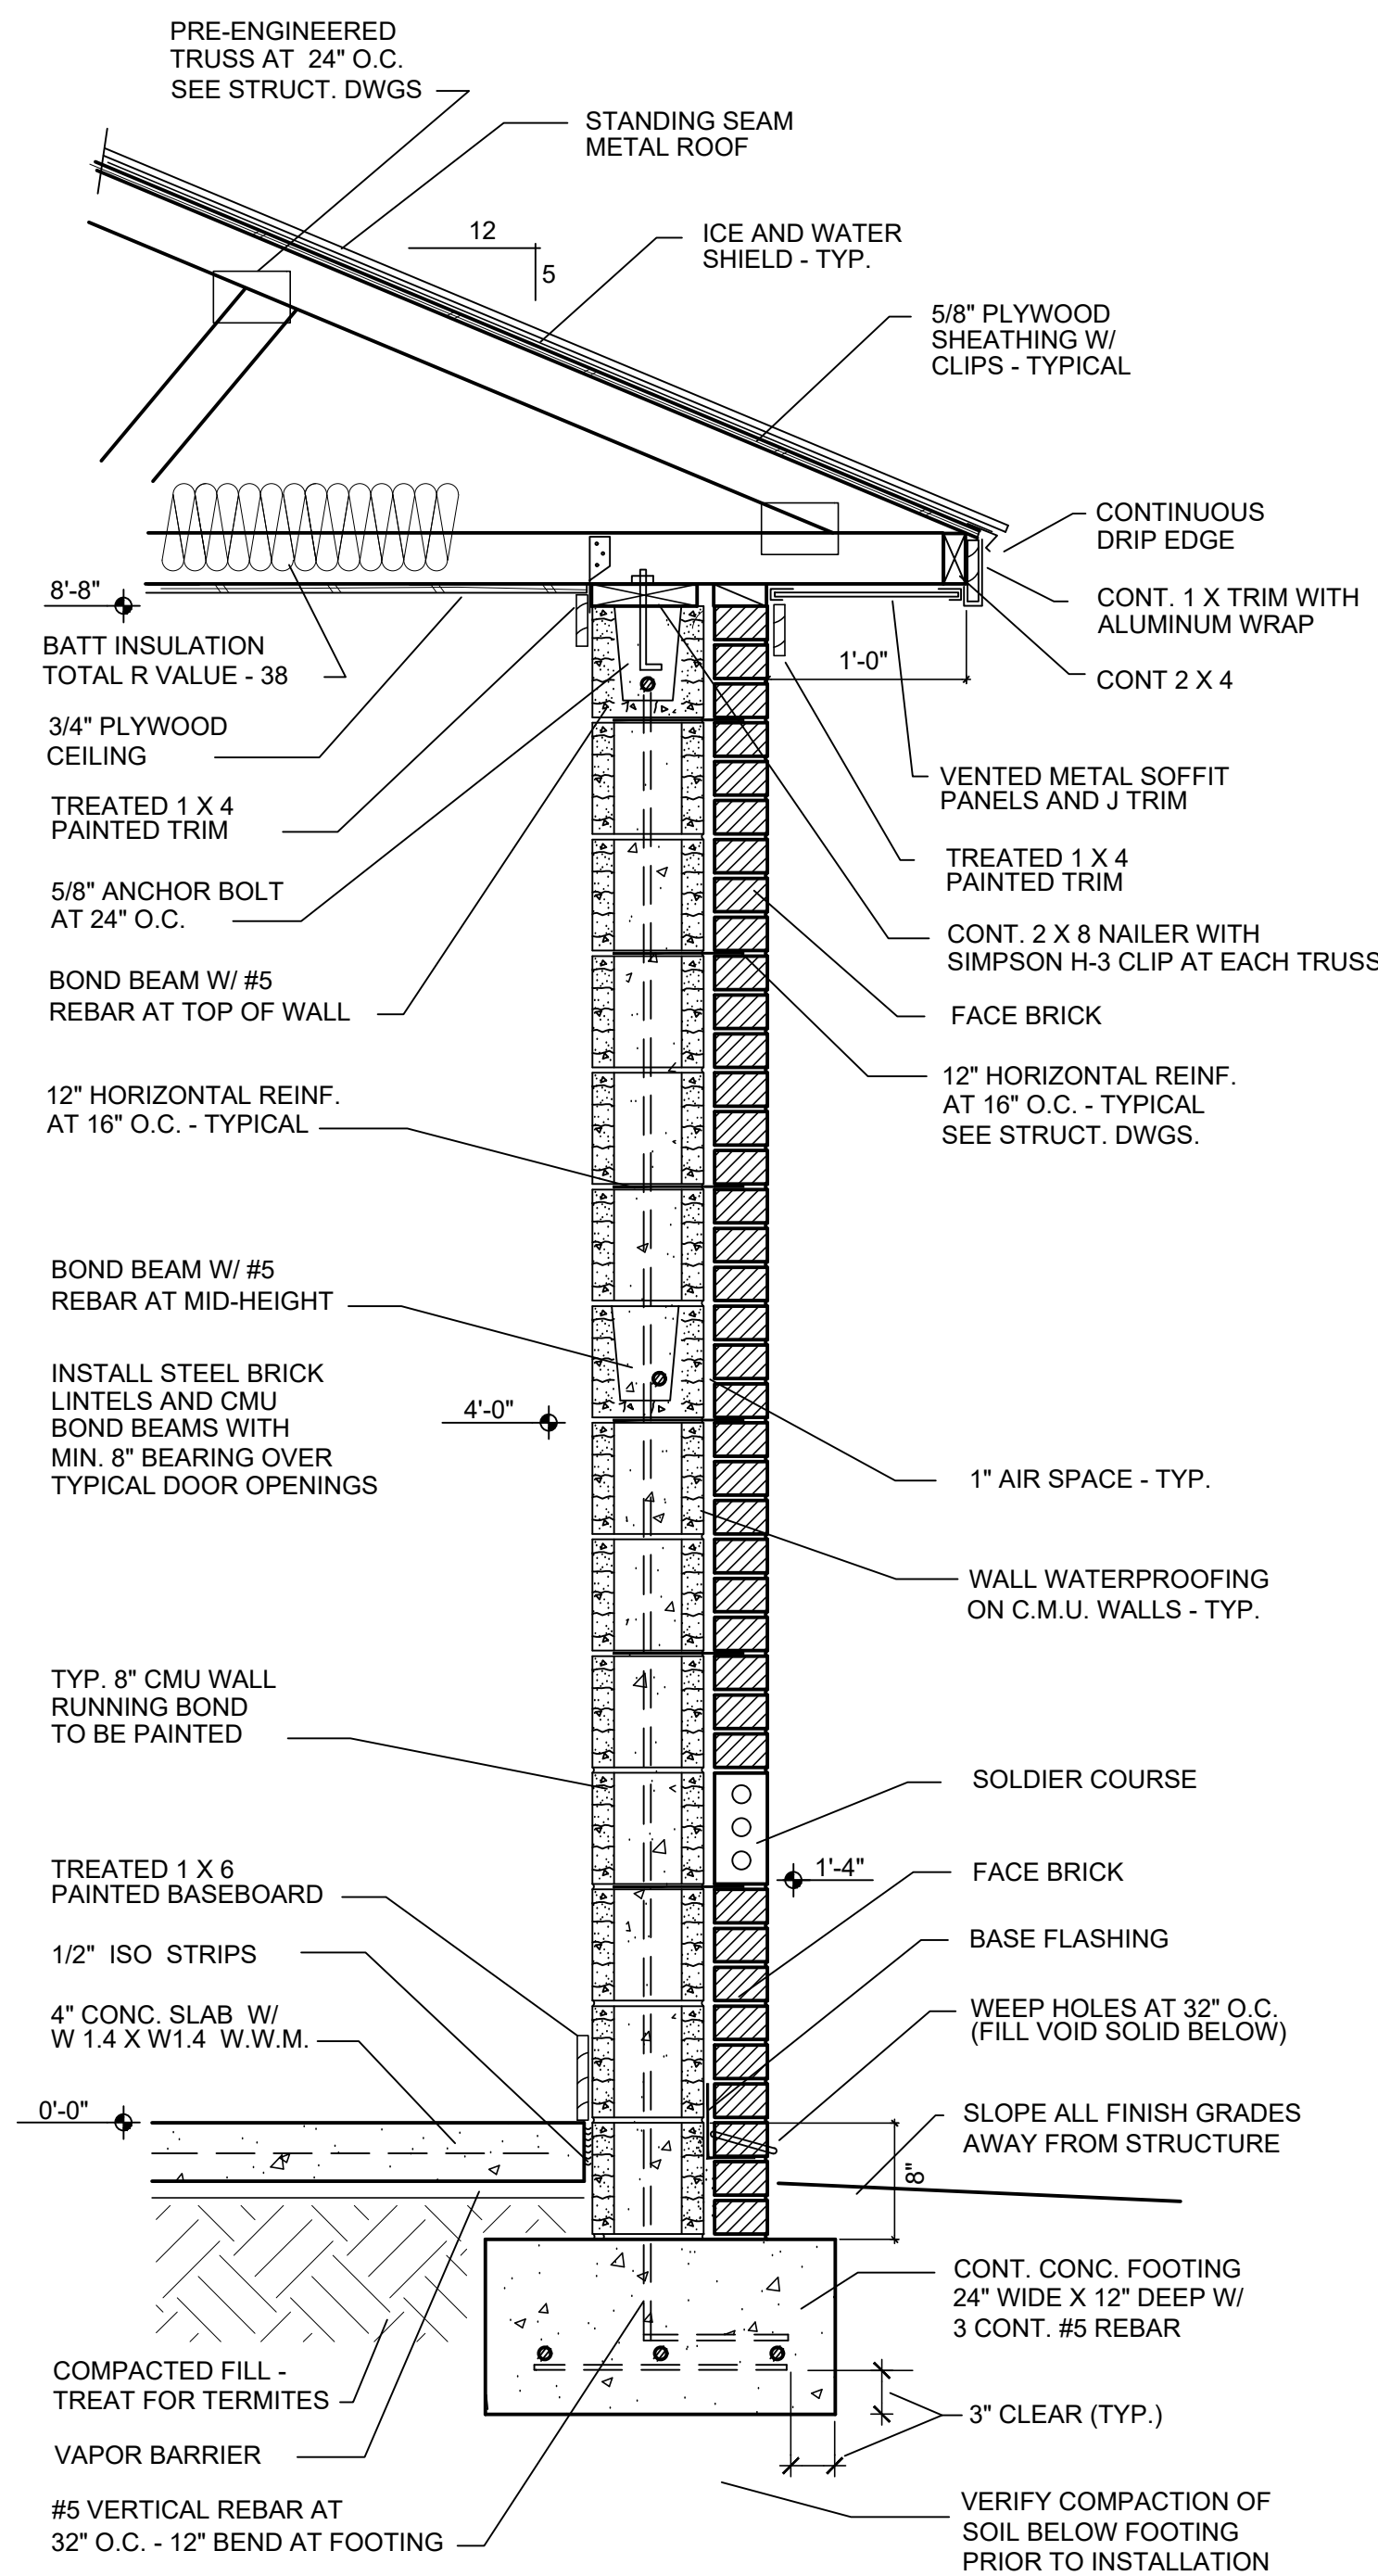 PRE-ENGINEERED
TRUSS AT 24" O.C.
SEE STRUCT. DWGS
STANDING SEAM
METAL ROOF
12
5
ICE AND WATER
SHIELD - TYP.
5/8" PLYWOOD
SHEATHING W/
CLIPS - TYPICAL
CONTINUOUS
DRIP EDGE
CONT. 1 X TRIM WITH
ALUMINUM WRAP
CONT 2 X 4
8'-8"
BATT INSULATION
TOTAL R VALUE - 38
3/4" PLYWOOD
CEILING
TREATED 1 X 4
PAINTED TRIM
5/8" ANCHOR BOLT
AT 24" O.C.
BOND BEAM W/ #5
REBAR AT TOP OF WALL
12" HORIZONTAL REINF.
AT 16" O.C. - TYPICAL
BOND BEAM W/ #5
REBAR AT MID-HEIGHT
INSTALL STEEL BRICK
LINTELS AND CMU
BOND BEAMS WITH
MIN. 8" BEARING OVER
TYPICAL DOOR OPENINGS
4'-0"
1'-0"
VENTED METAL SOFFIT
PANELS AND J TRIM
TREATED 1 X 4
PAINTED TRIM
CONT. 2 X 8 NAILER WITH
SIMPSON H-3 CLIP AT EACH TRUSS
FACE BRICK
12" HORIZONTAL REINF.
AT 16" O.C. - TYPICAL
SEE STRUCT. DWGS.
1" AIR SPACE - TYP.
WALL WATERPROOFING
ON C.M.U. WALLS - TYP.
TYP. 8" CMU WALL
RUNNING BOND
TO BE PAINTED
TREATED 1 X 6
PAINTED BASEBOARD
1/2" ISO STRIPS
4" CONC. SLAB W/
W 1.4 X W1.4 W.W.M.
0'-0"
SOLDIER COURSE
1'-4"
FACE BRICK
BASE FLASHING
WEEP HOLES AT 32" O.C.
(FILL VOID SOLID BELOW)
SLOPE ALL FINISH GRADES
AWAY FROM STRUCTURE
8"
CONT. CONC. FOOTING
24" WIDE X 12" DEEP W/
3 CONT. #5 REBAR
3" CLEAR (TYP.)
COMPACTED FILL -
TREAT FOR TERMITES
VAPOR BARRIER
#5 VERTICAL REBAR AT
32" O.C. - 12" BEND AT FOOTING
VERIFY COMPACTION OF
SOIL BELOW FOOTING
PRIOR TO INSTALLATION